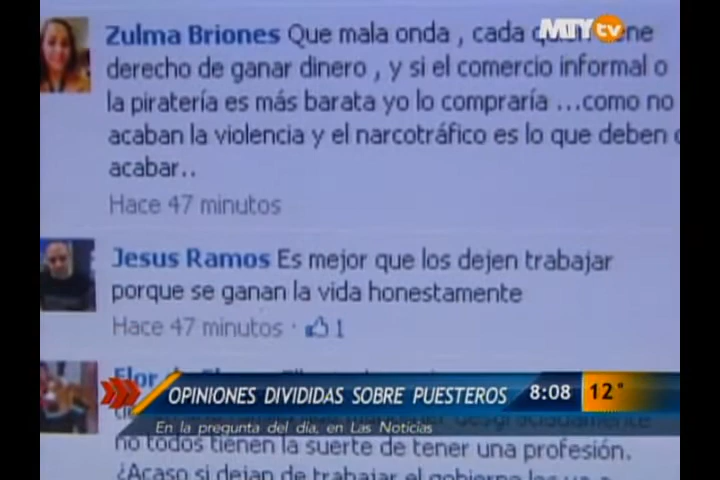 MTY tv
Zulma Briones Que mala onda , cada quien tiene
derecho de ganar dinero , y si el comercio informal o
la piratería es más barata yo lo compraría ...como no
acaban la violencia y el narcotráfico es lo que deben d
acabar..
Hace 47 minutos
Jesus Ramos Es mejor que los dejen trabajar
porque se ganan la vida honestamente
Hace 47 minutos · 1
Flor
OPINIONES DIVIDIDAS SOBRE PUESTEROS 8:08 12°
desgraciadamente
En la pregunta del día, en Las Noticias
no todos tienen la suerte de tener una profesión.
¿Acaso si dejan de trabajar el gobierno los va a